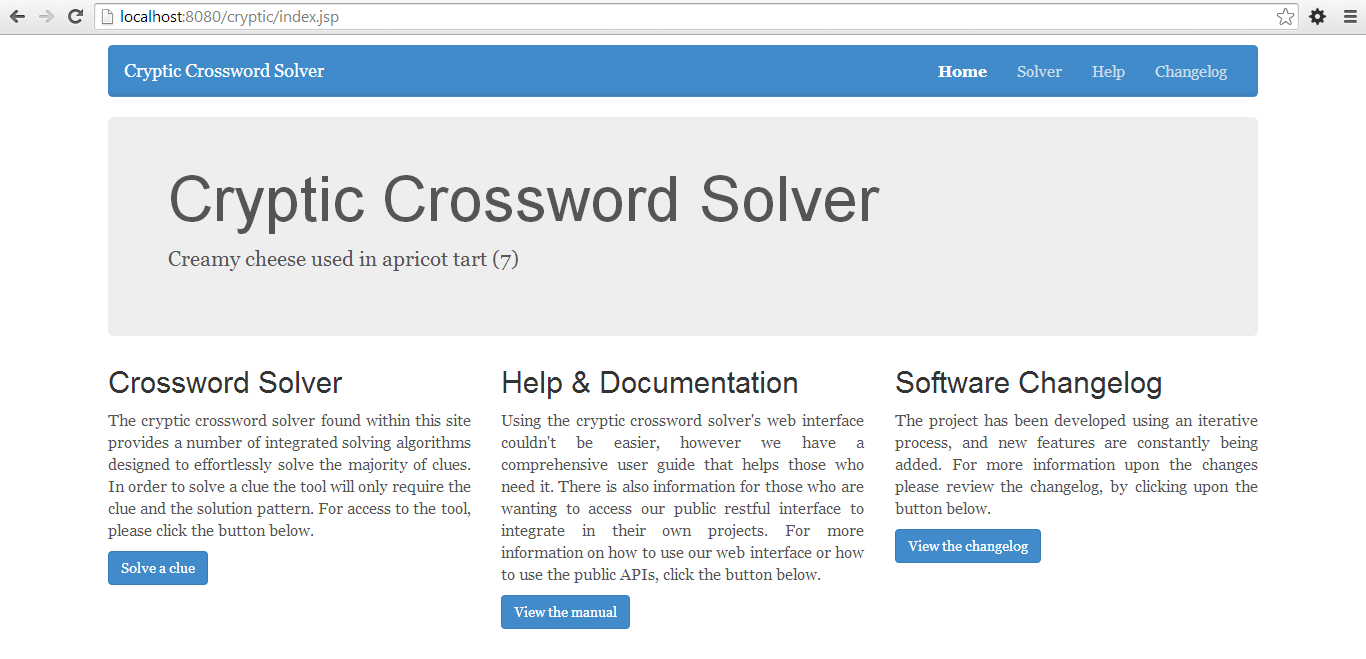 localhost:8080/cryptic/index.jsp
Cryptic Crossword Solver
Home Solver Help Changelog
Cryptic Crossword Solver
Creamy cheese used in apricot tart (7)
Crossword Solver
The cryptic crossword solver found within this site
provides a number of integrated solving algorithms
designed to effortlessly solve the majority of clues.
In order to solve a clue the tool will only require the
clue and the solution pattern. For access to the tool,
please click the button below.
Solve a clue
Help & Documentation
Using the cryptic crossword solver's web interface
couldn't be easier, however we have a
comprehensive user guide that helps those who
need it. There is also information for those who are
wanting to access our public restful interface to
integrate in their own projects. For more
information on how to use our web interface or how
to use the public APIs, click the button below.
View the manual
Software Changelog
The project has been developed using an iterative
process, and new features are constantly being
added. For more information upon the changes
please review the changelog, by clicking upon the
button below.
View the changelog